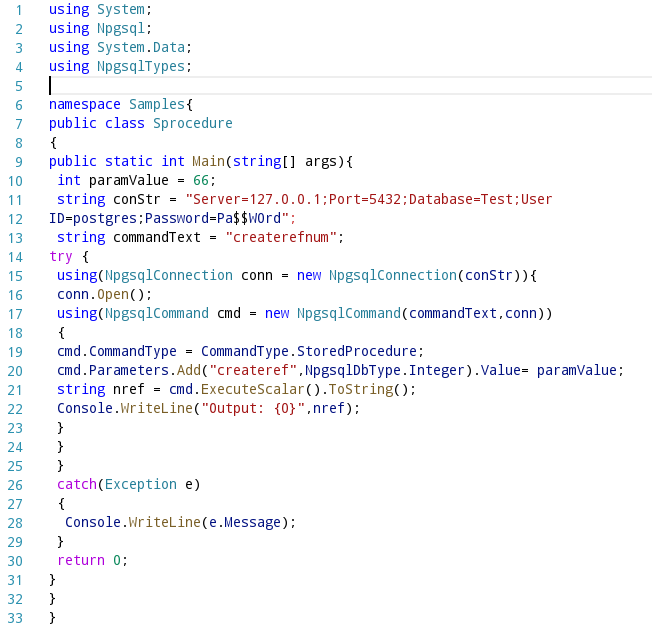 1 using System;
2 using Npgsql;
3 using System.Data;
4 using NpgsqlTypes;
5
6 namespace Samples{
7 public class Sprocedure
8 {
9 public static int Main(string[] args){
10 int paramValue = 66;
11 string conStr = "Server=127.0.0.1;Port=5432;Database=Test;User
12 ID=postgres;Password=Pa$$W0rd";
13 string commandText = "createrefnum";
14 try {
15 using(NpgsqlConnection conn = new NpgsqlConnection(conStr)){
16 conn.Open();
17 using(NpgsqlCommand cmd = new NpgsqlCommand(commandText,conn))
18 {
19 cmd.CommandType = CommandType.StoredProcedure;
20 cmd.Parameters.Add("createref",NpgsqlDbType.Integer).Value= paramValue;
21 string nref = cmd.ExecuteScalar().ToString();
22 Console.WriteLine("Output: {0}",nref);
23 }
24 }
25 }
26 catch(Exception e)
27 {
28 Console.WriteLine(e.Message);
29 }
30 return 0;
31 }
32 }
33 }